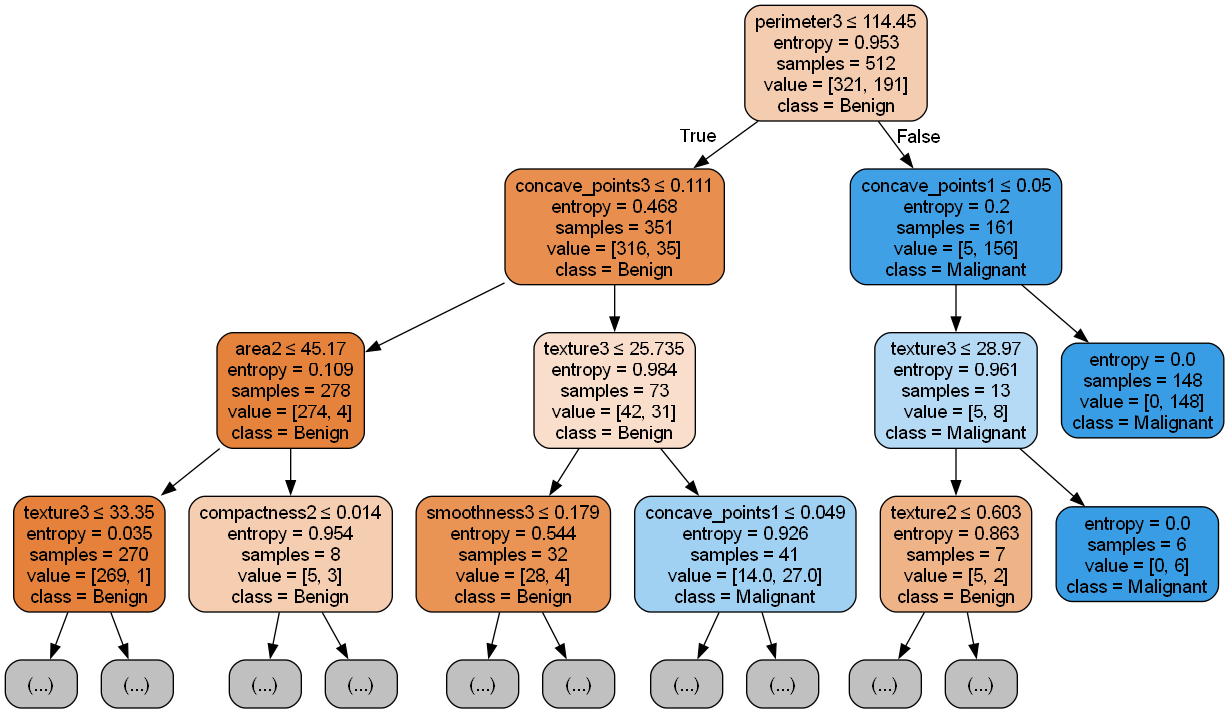 perimeter3 ≤ 114.45
entropy = 0.953
samples = 512
value = [321, 191]
class = Benign
True
False
concave_points3 ≤ 0.111
entropy = 0.468
samples = 351
value = [316, 35]
class = Benign
concave_points1 ≤ 0.05
entropy = 0.2
samples = 161
value = [5, 156]
class = Malignant
area2 ≤ 45.17
entropy = 0.109
samples = 278
value = [274, 4]
class = Benign
texture3 ≤ 25.735
entropy = 0.984
samples = 73
value = [42, 31]
class = Benign
texture3 ≤ 28.97
entropy = 0.961
samples = 13
value = [5, 8]
class = Malignant
entropy = 0.0
samples = 148
value = [0, 148]
class = Malignant
texture3 ≤ 33.35
entropy = 0.035
samples = 270
value = [269, 1]
class = Benign
compactness2 ≤ 0.014
entropy = 0.954
samples = 8
value = [5, 3]
class = Benign
smoothness3 ≤ 0.179
entropy = 0.544
samples = 32
value = [28, 4]
class = Benign
concave_points1 ≤ 0.049
entropy = 0.926
samples = 41
value = [14.0, 27.0]
class = Malignant
texture2 ≤ 0.603
entropy = 0.863
samples = 7
value = [5, 2]
class = Benign
entropy = 0.0
samples = 6
value = [0, 6]
class = Malignant
(...)
(...)
(...)
(...)
(...)
(...)
(...)
(...)
(...)
(...)